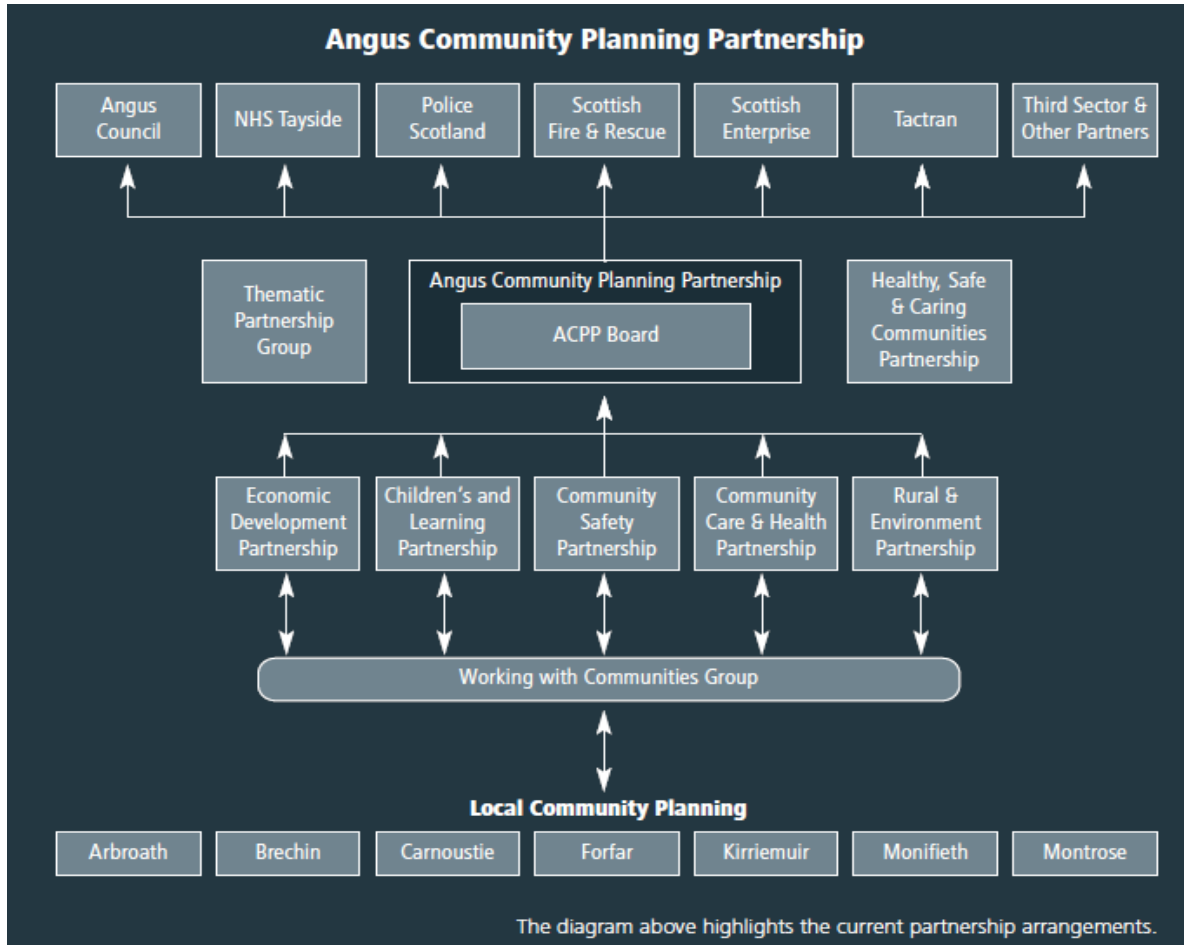 Angus Community Planning Partnership
Angus
Council
NHS Tayside
Police
Scotland
Scottish
Fire & Rescue
Scottish
Enterprise
Tactran
Third Sector &
Other Partners
Thematic
Partnership
Group
Angus Community Planning Partnership
ACPP Board
Healthy, Safe
& Caring
Communities
Partnership
Economic
Development
Partnership
Children’s and
Learning
Partnership
Community
Safety
Partnership
Community
Care & Health
Partnership
Rural &
Environment
Partnership
Working with Communities Group
Local Community Planning
Arbroath
Brechin
Carnoustie
Forfar
Kirriemuir
Monifieth
Montrose
The diagram above highlights the current partnership arrangements.